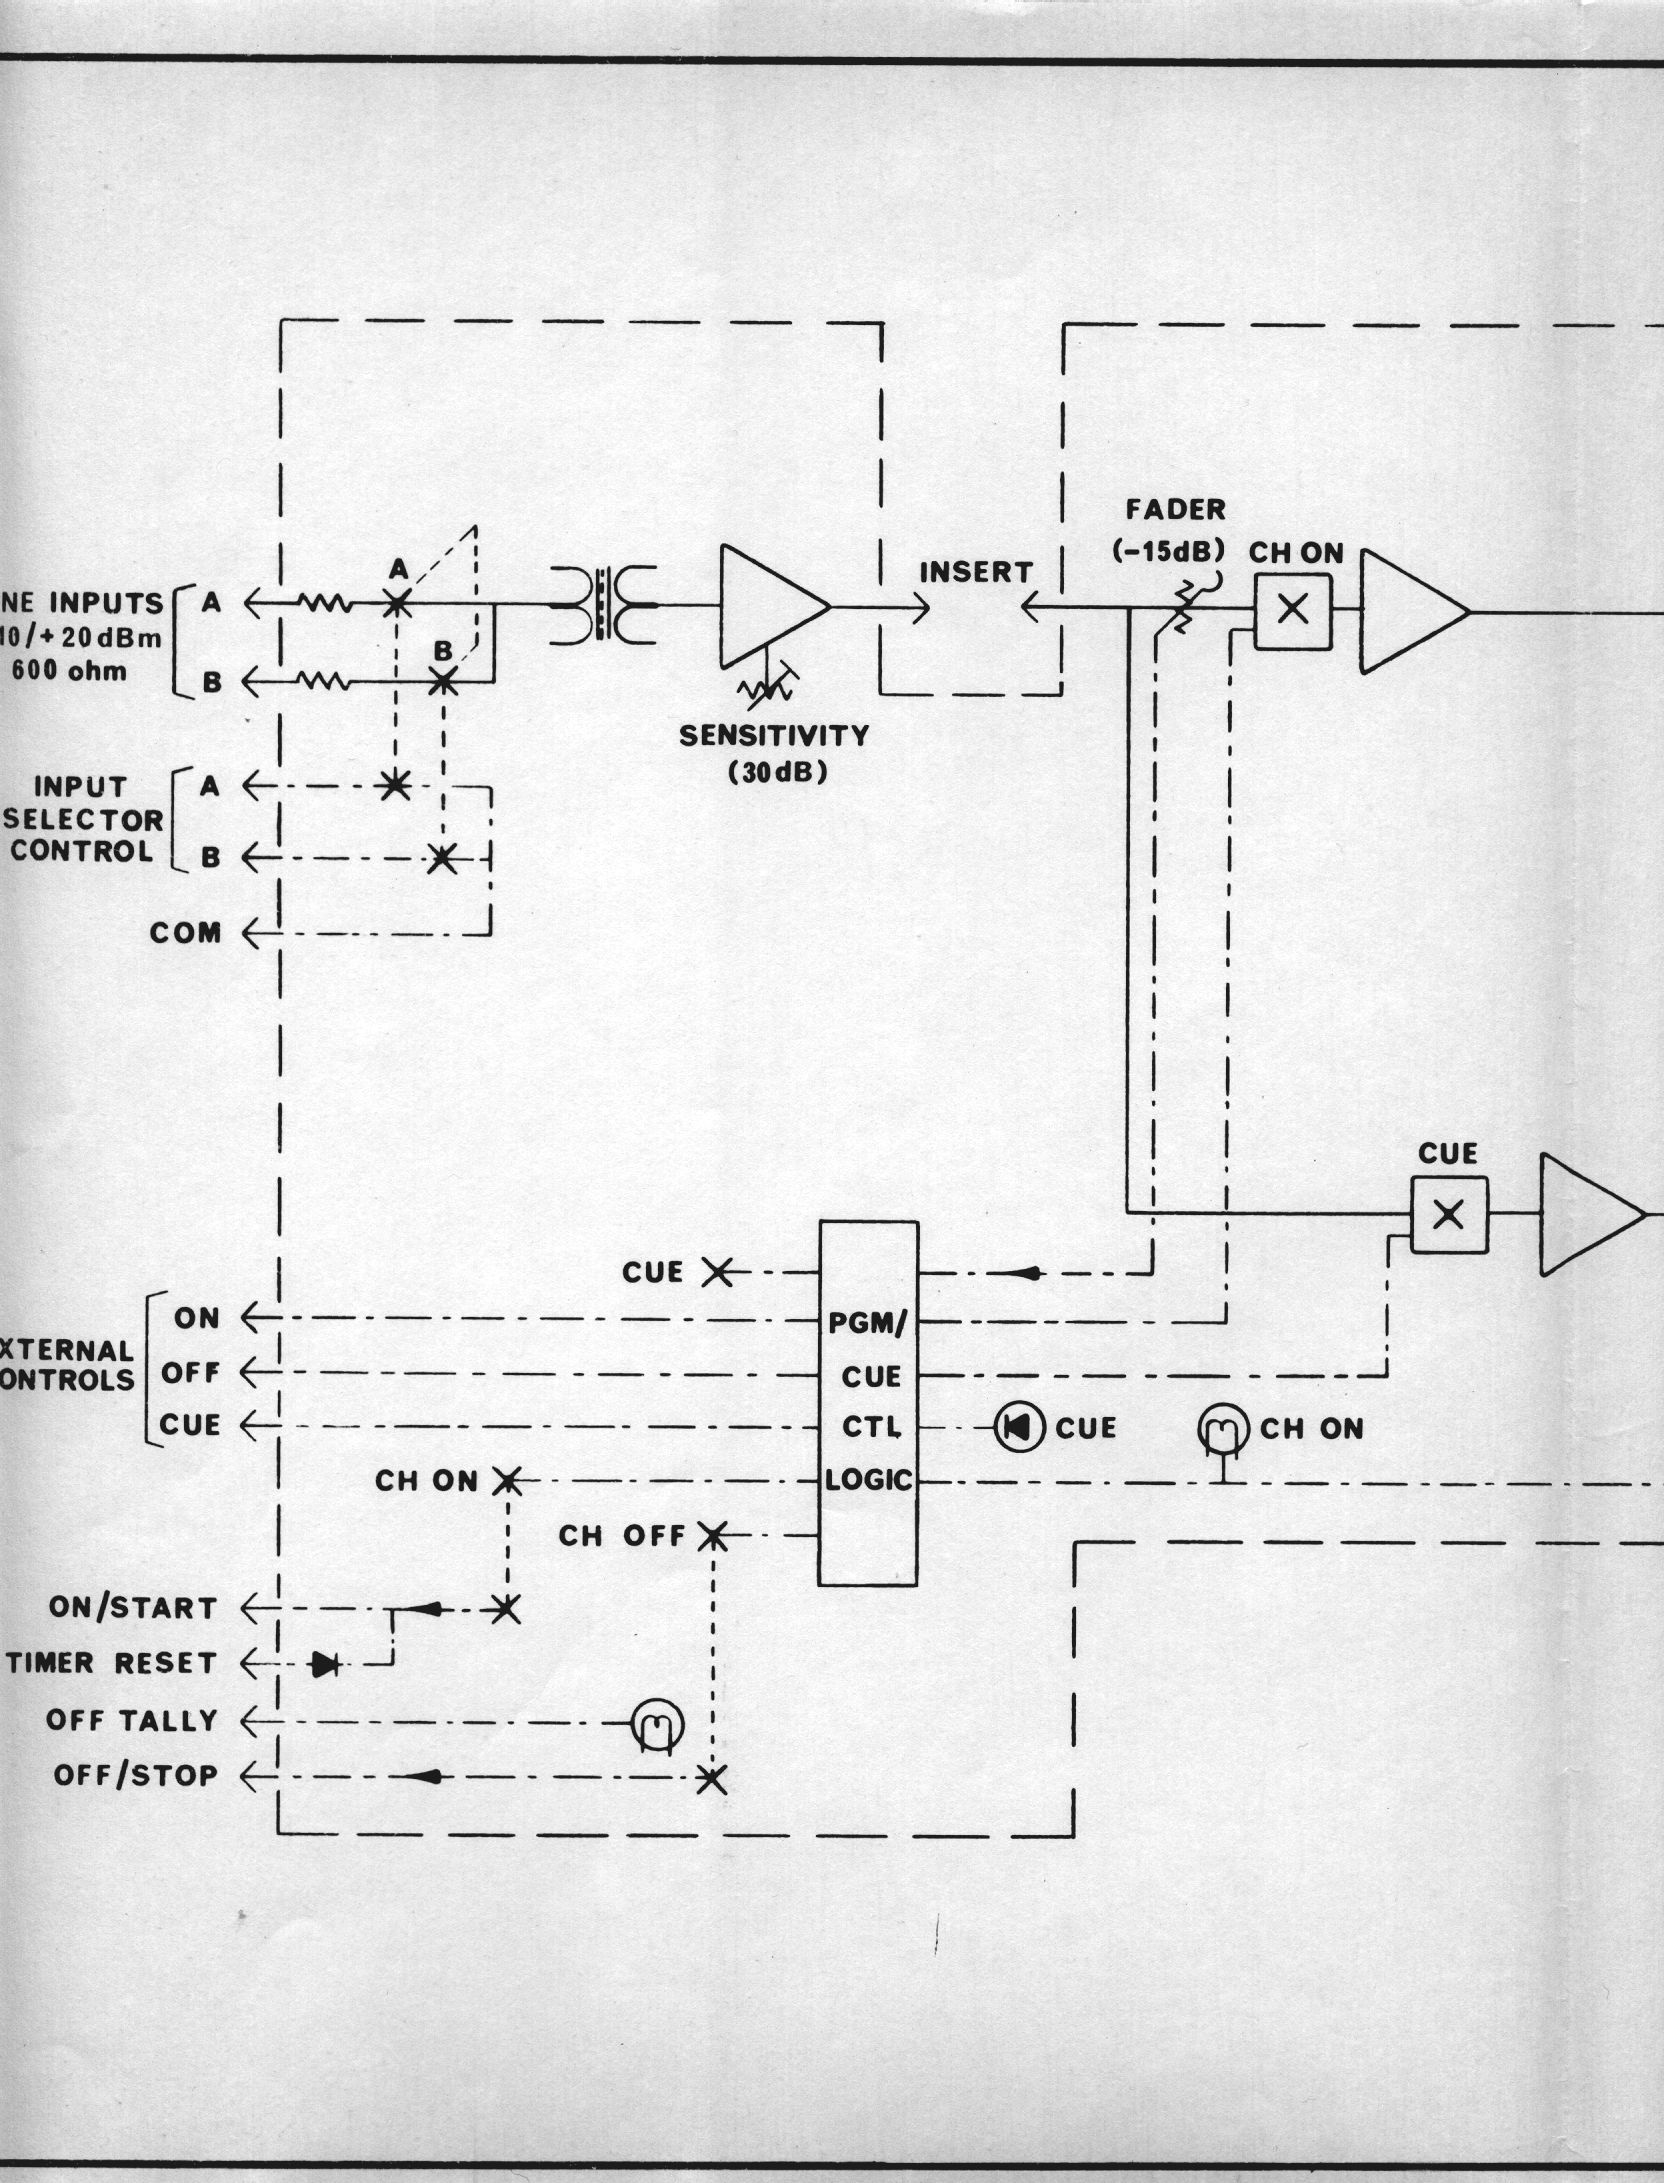 FADER
(-15dB)
CH ON
INSERT
A
NE INPUTS
10/+20dBm
600 ohm
A
B
B
SENSITIVITY
(30dB)
INPUT
SELECTOR
CONTROL
A
B
COM
CUE
CUE
XTERNAL
ONTROLS
ON
OFF
CUE
PGM/
CUE
CTL
LOGIC
CUE
CH ON
CH ON
CH OFF
ON/START
TIMER RESET
OFF TALLY
OFF/STOP